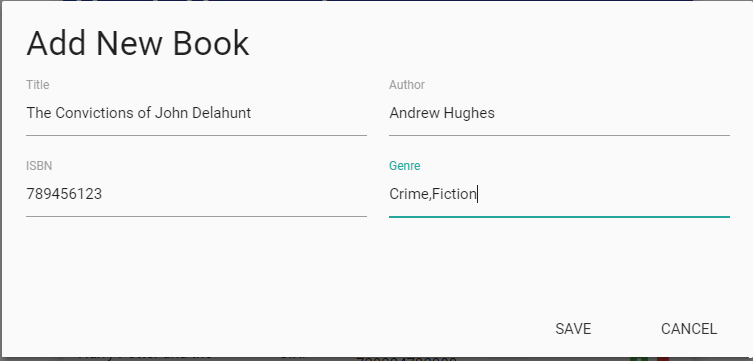 Add New Book
Title
Author
The Convictions of John Delahunt
Andrew Hughes
ISBN
Genre
789456123
Crime,Fiction
SAVE
CANCEL